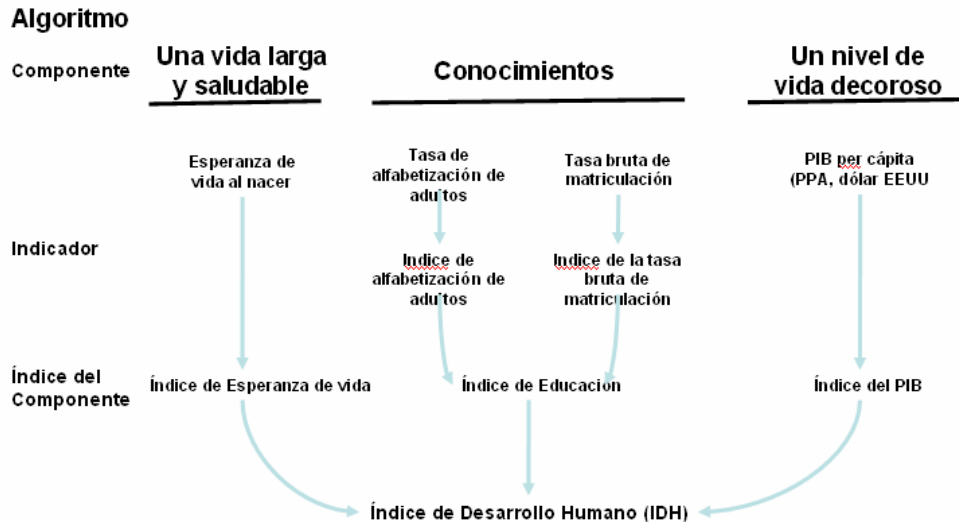 Algoritmo
Componente
Una vida larga
y saludable
Conocimientos
Un nivel de
vida decoroso
Esperanza de
vida al nacer
Tasa de
alfabetización de
adultos
Tasa bruta de
matriculación
PIB per cápita
(PPA, dólar EEUU
Indicador
Indice de
alfabetización de
adultos
Indice de la tasa
bruta de
matriculación
Índice del
Componente
Índice de Esperanza de vida
Índice de Educación
Índice del PIB
Índice de Desarrollo Humano (IDH)